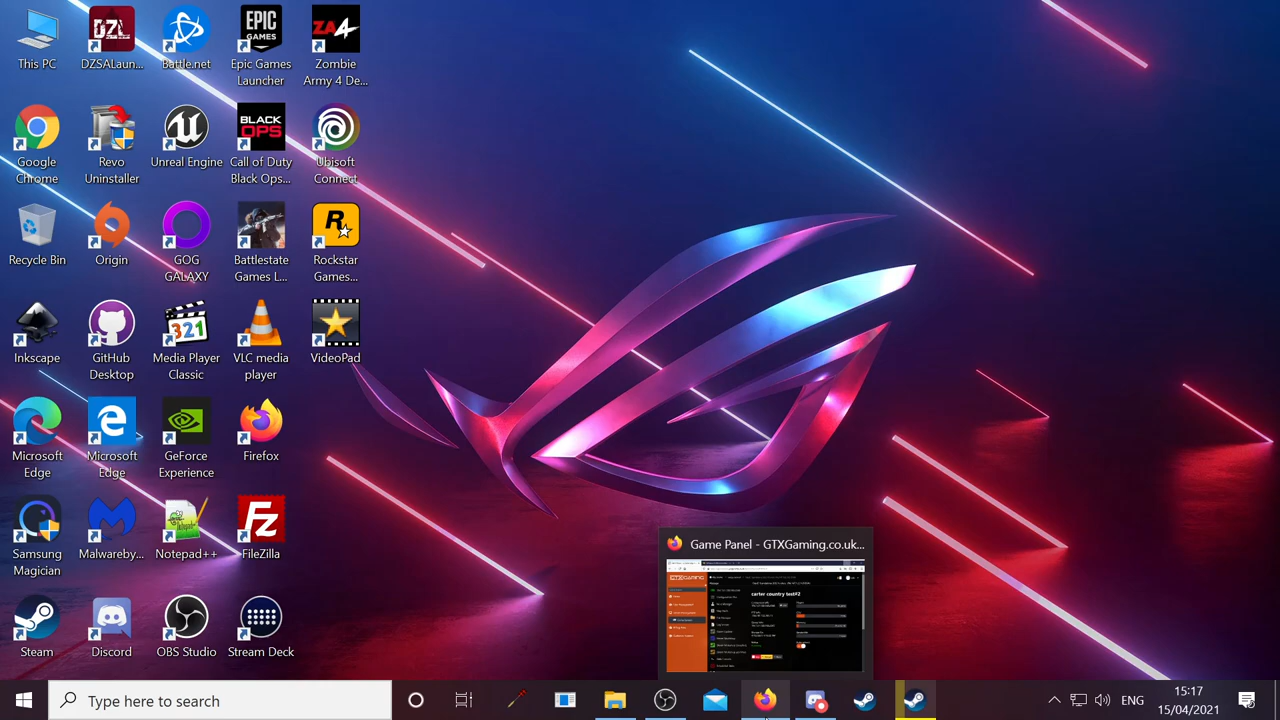 This PC
DZL
DZSALaun...
Battle.net
EPIC
GAMES
Epic Games
Launcher
ZA4
Zombie
Army 4 De...
Google
Chrome
Revo
Uninstaller
Unreal Engine
BLACK
OPS
Call of Duty
Black Ops...
Ubisoft
Connect
Recycle Bin
Origin
GOG
GALAXY
Battlestate
Games L...
R
Rockstar
Games...
Inkscape
GitHub
Desktop
321
Media Player
Classic
VLC media
player
VideoPad
Microsoft
Edge
Microsoft
Edge
GeForce
Experience
Firefox
Samsung
Malwareby...
Notepad++
Fz
FileZilla
Discord
OBS Studio
Stream Deck
Game Panel - GTXGaming.co.uk...
GTXGAMING
carter country test#2
Type here to search
ENG
15:17
15/04/2021